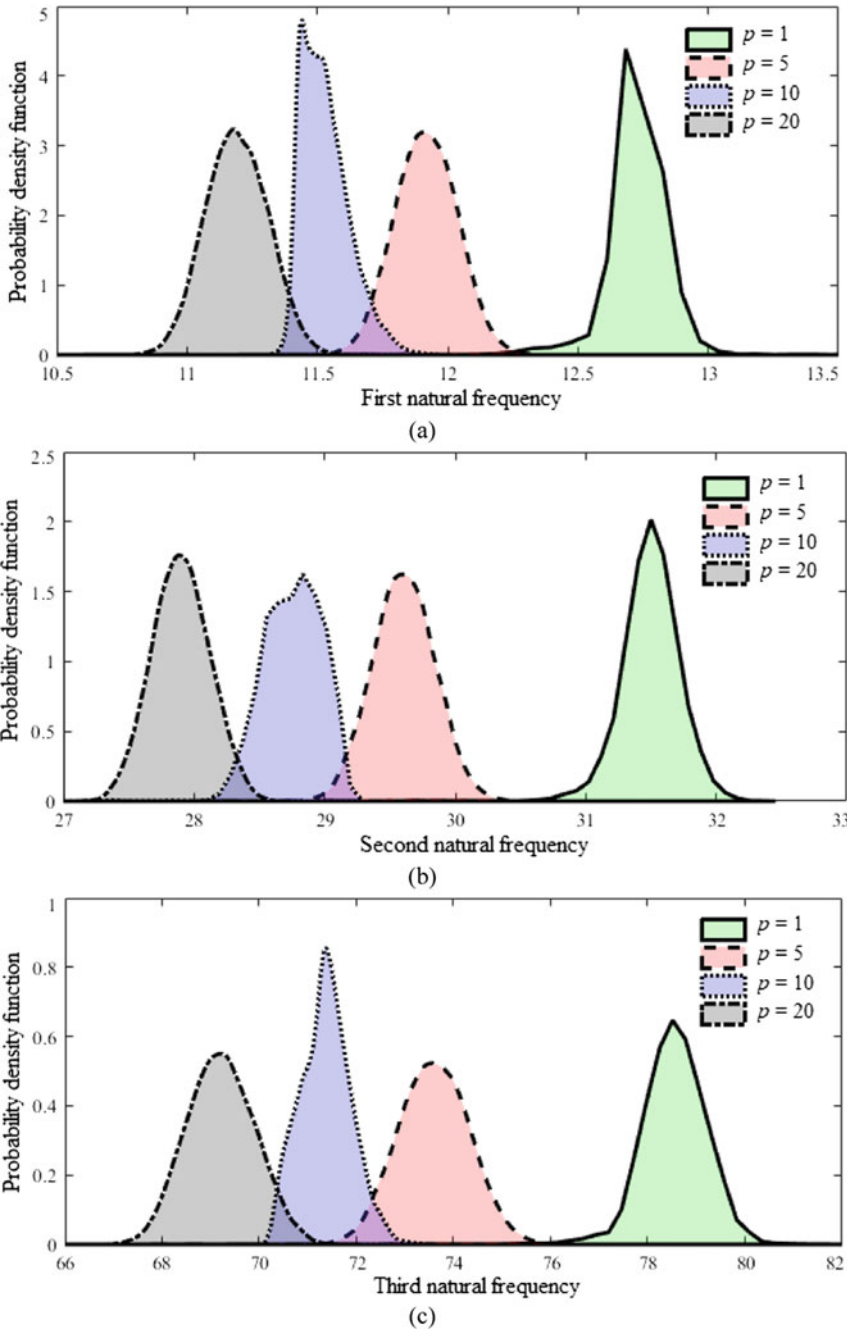 5
4
3
2
1
0
Probability density function
p = 1
p = 5
p = 10
p = 20
10.5 11 11.5 12 12.5 13 13.5
First natural frequency
(a)
2.5
2
1.5
1
0.5
0
Probability density function
p = 1
p = 5
p = 10
p = 20
27 28 29 30 31 32 33
Second natural frequency
(b)
1
0.8
0.6
0.4
0.2
0
Probability density function
p = 1
p = 5
p = 10
p = 20
66 68 70 72 74 76 78 80 82
Third natural frequency
(c)